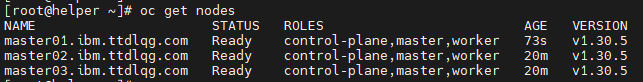 [root@helper ~]# oc get nodes
NAME STATUS ROLES AGE VERSION
master01.ibm.ttdlqg.com Ready control-plane,master,worker 73s v1.30.5
master02.ibm.ttdlqg.com Ready control-plane,master,worker 20m v1.30.5
master03.ibm.ttdlqg.com Ready control-plane,master,worker 20m v1.30.5